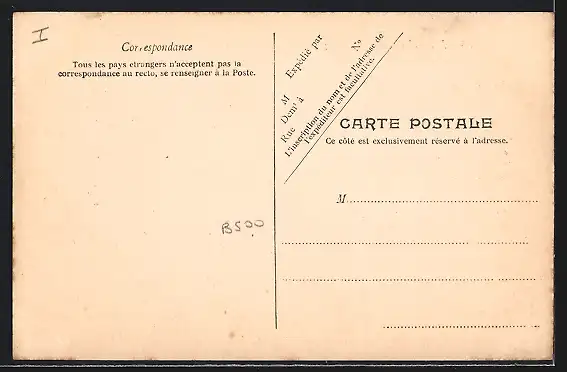 I
Correspondance
Tous les pays etrangers n'acceptent pas la
correspondance au recto, se renseigner à la Poste.
B500
Expédié par
M
Demt à
Rue Nº
L'inscription du nom et de l'adresse de
l'expéditeur est facultative.
CARTE POSTALE
Ce côté est exclusivement réservé à l'adresse.
M